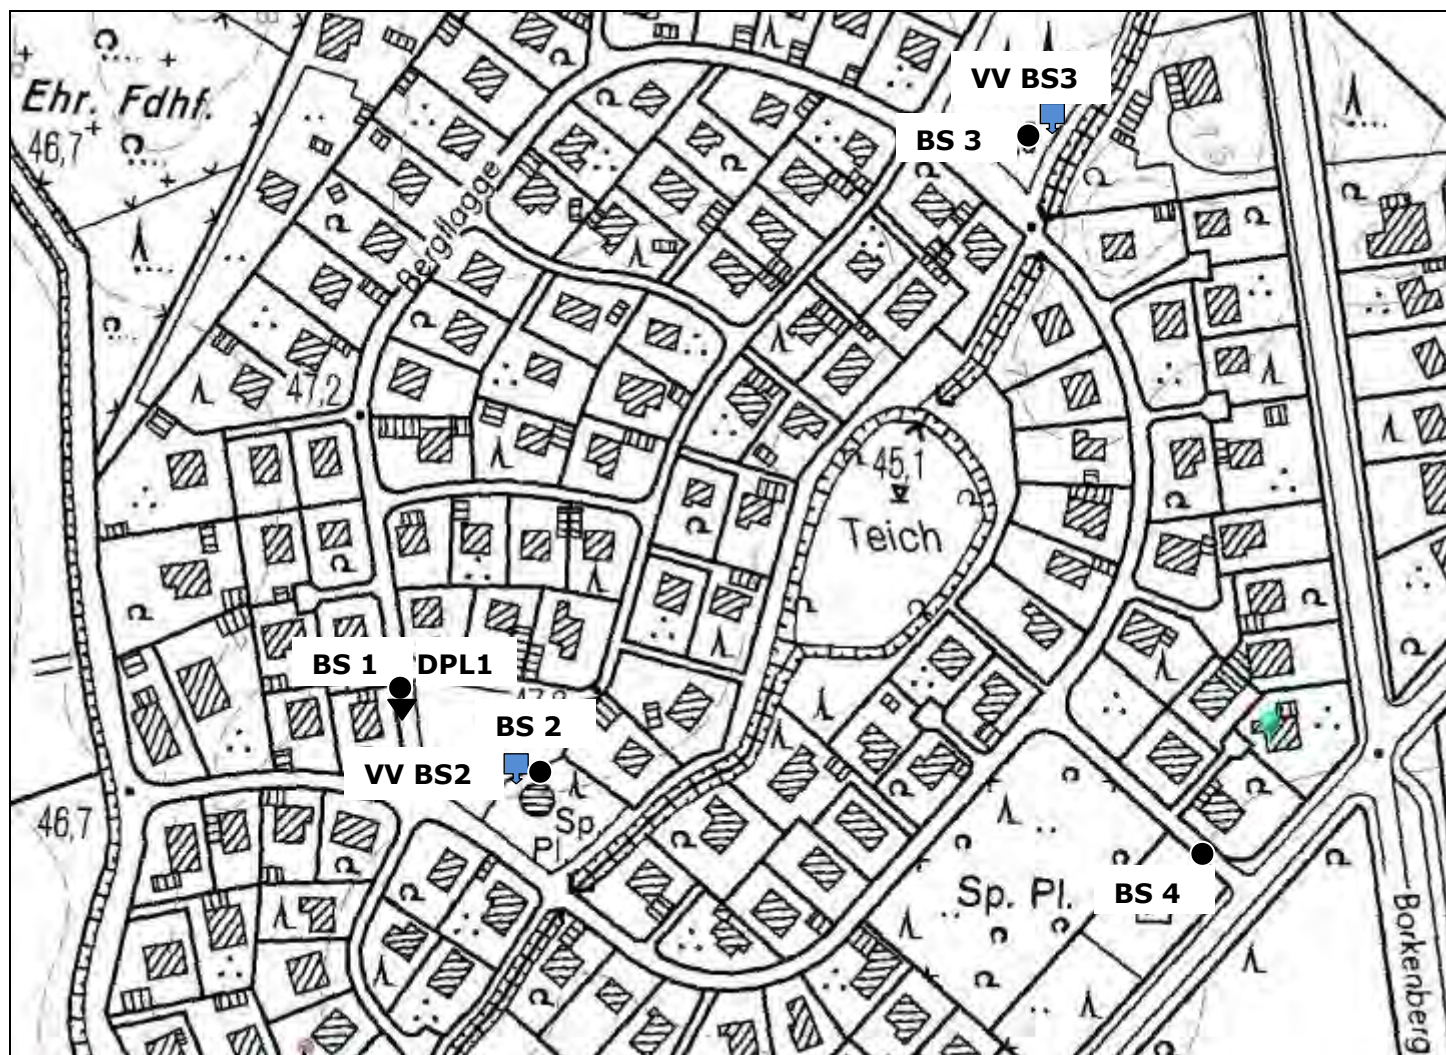 VV BS3
Ehr. Fdhf.
BS 3
46,7
Bergflage
47,2
45,1
Teich
BS 1
DPL1
BS 2
VV BS2
46,7
Sp.
Pl.
BS 4
Sp. Pl.
Borkenberg